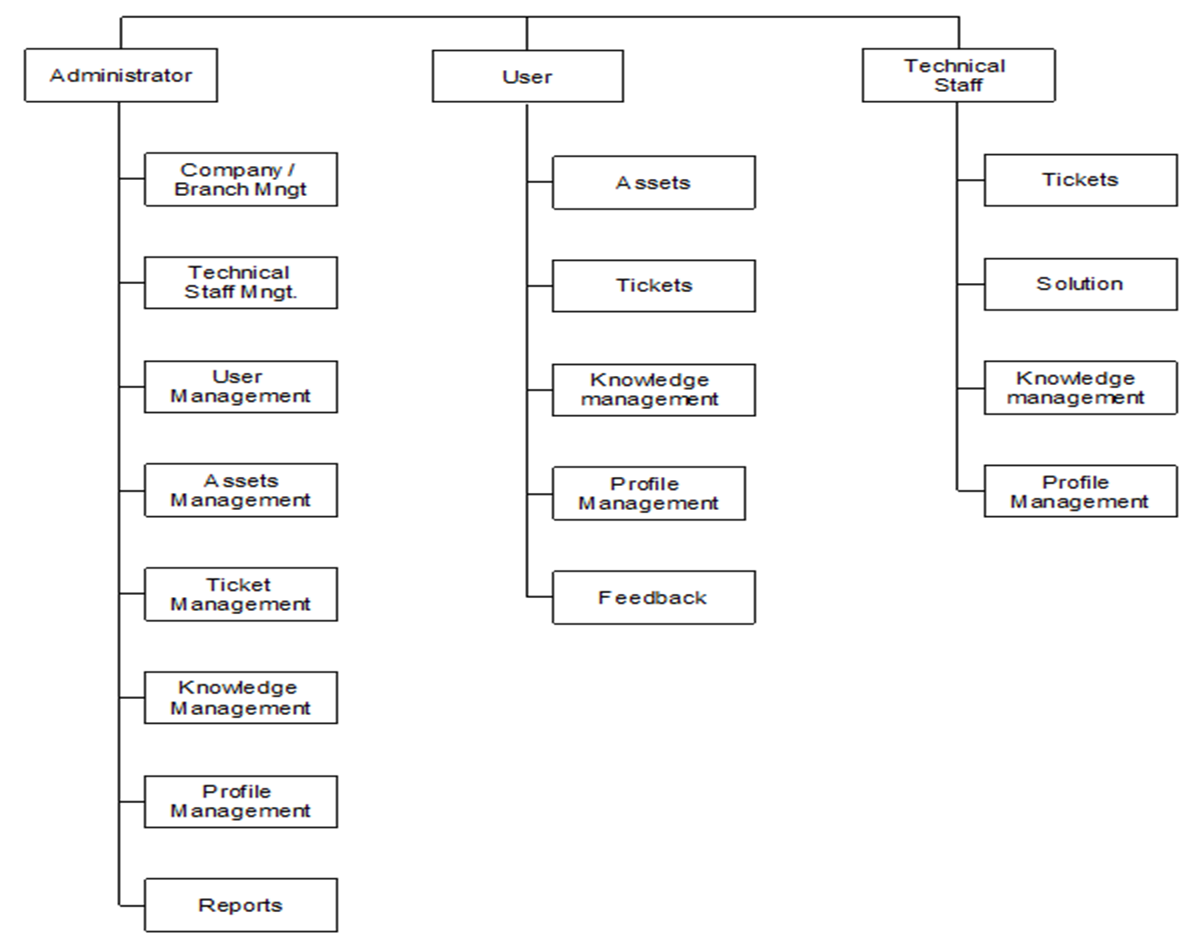 Administrator
User
Technical
Staff
Company /
Branch Mngt
Technical
Staff Mngt.
User
Management
Assets
Management
Ticket
Management
Knowledge
Management
Profile
Management
Reports
Assets
Tickets
Knowledge
management
Profile
Management
Feedback
Tickets
Solution
Knowledge
management
Profile
Management